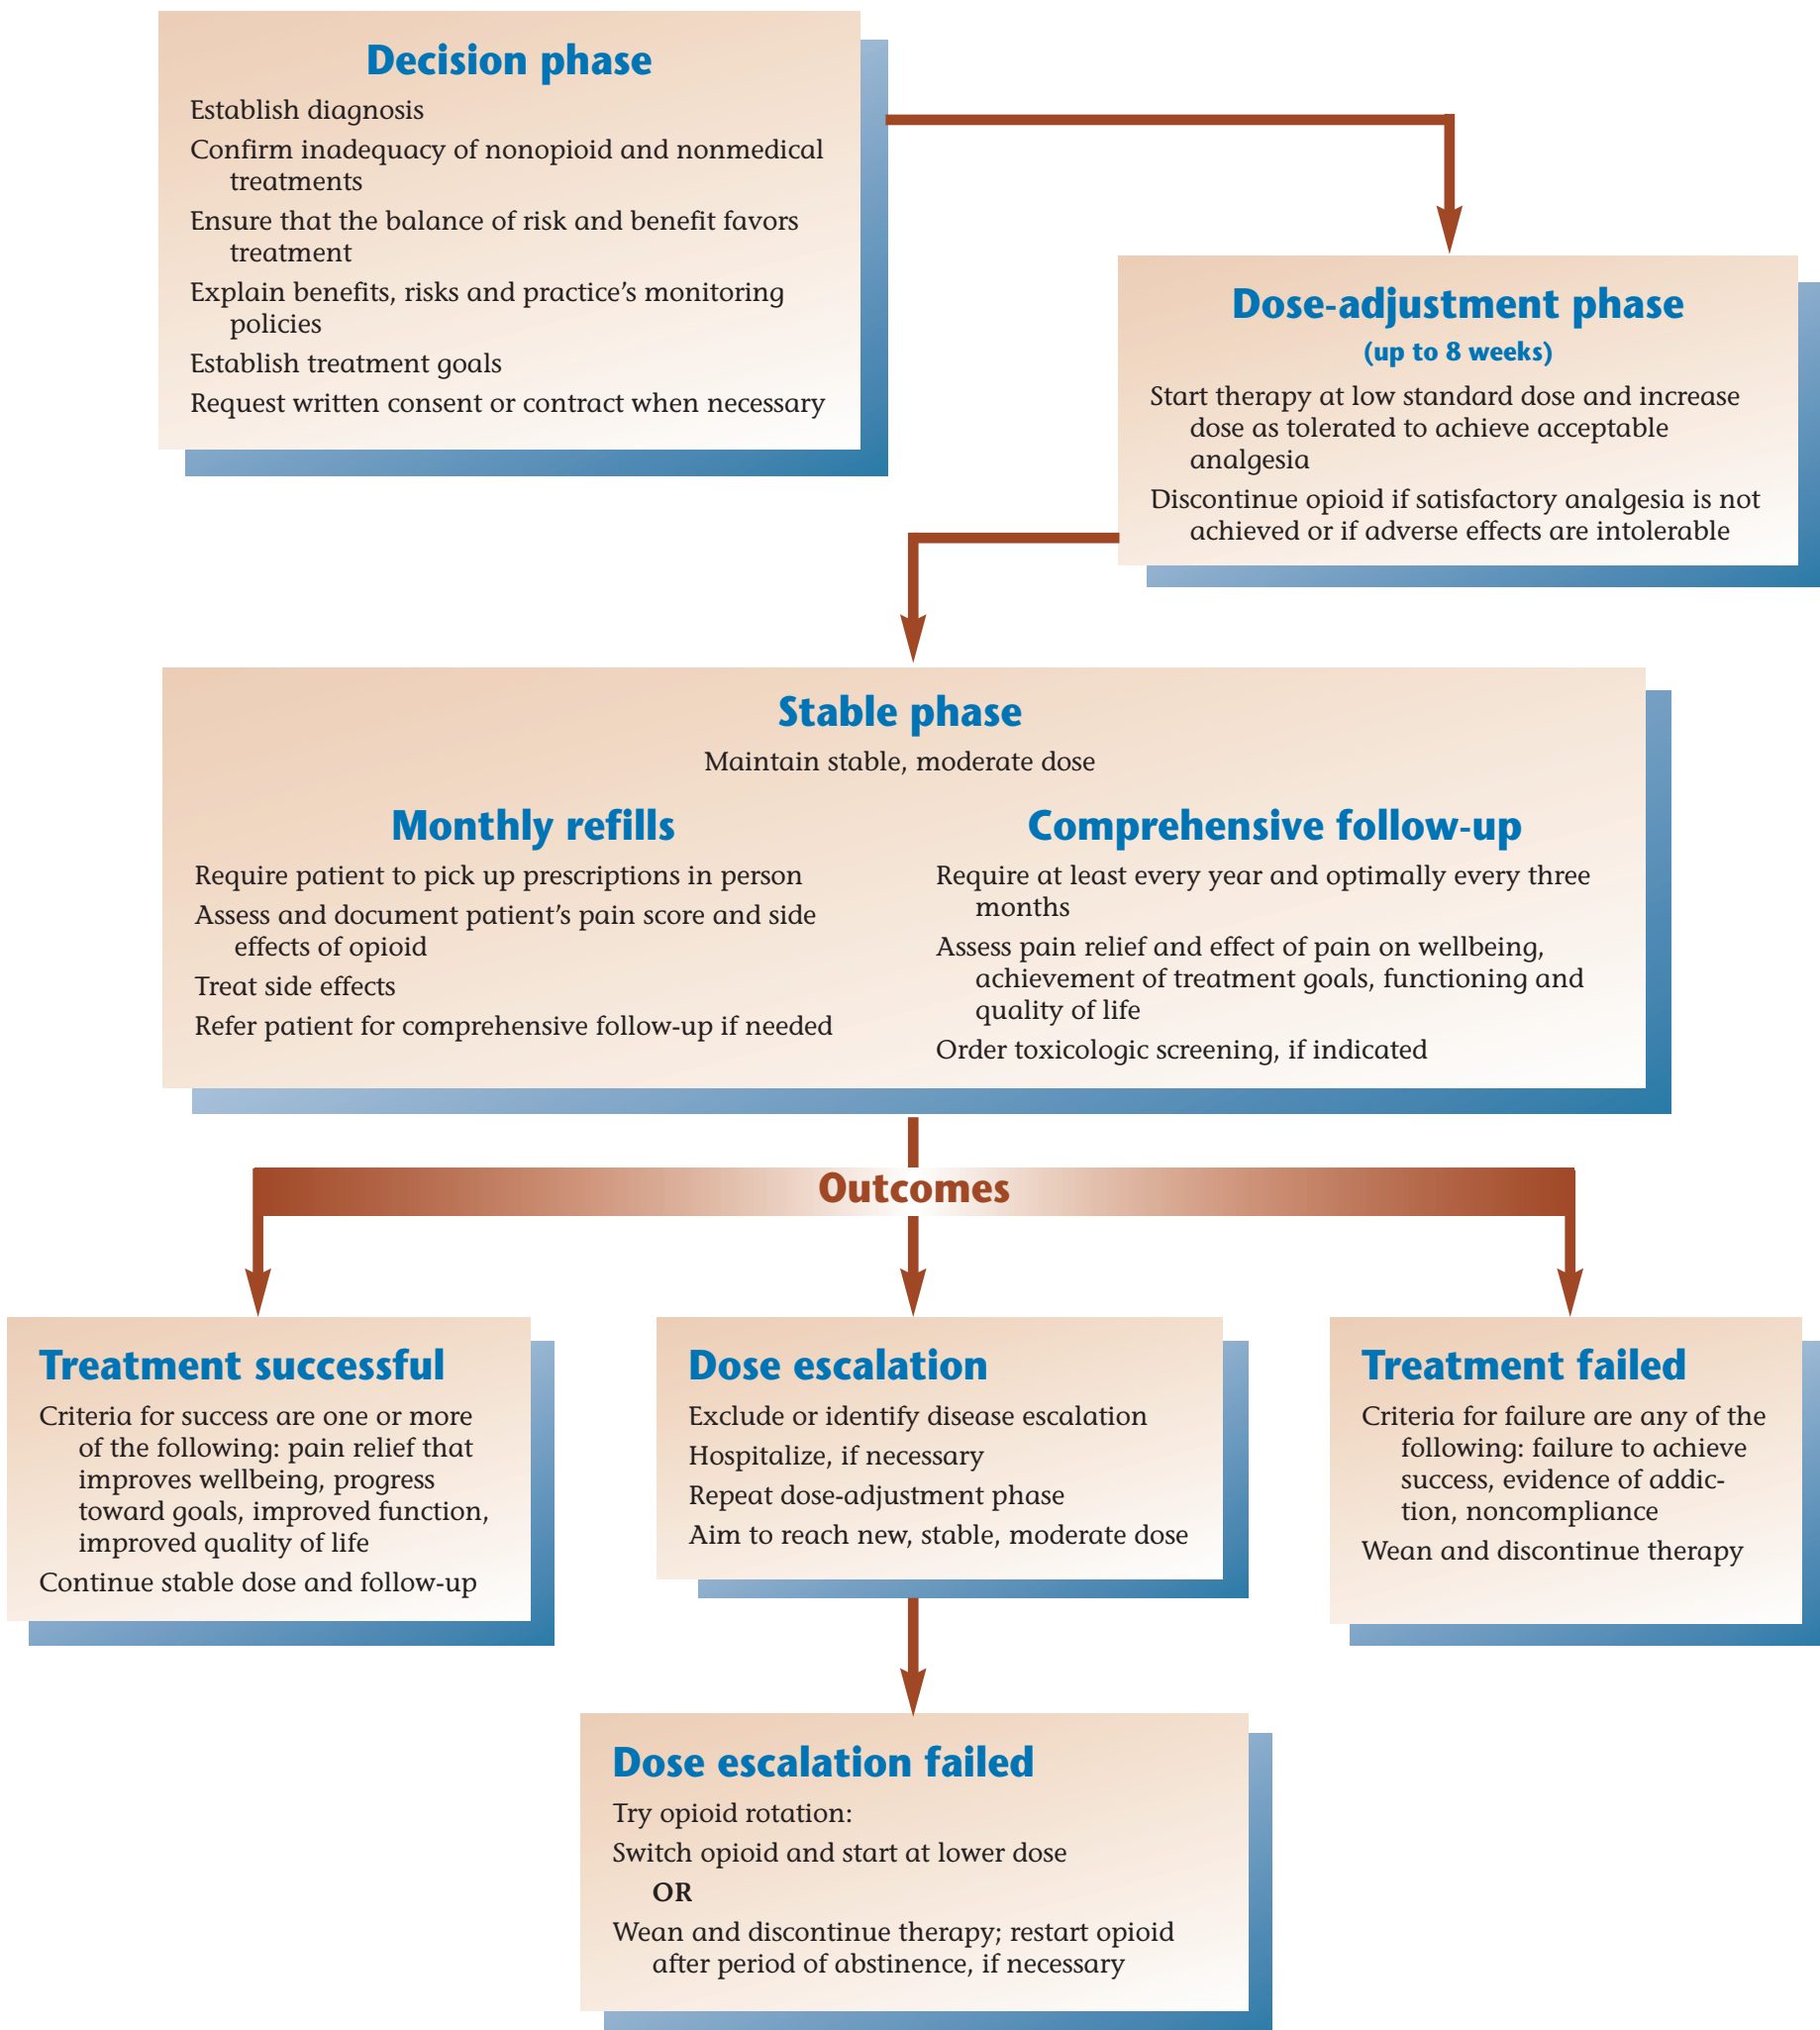 Decision phase
Establish diagnosis
Confirm inadequacy of nonopioid and nonmedical
treatments
Ensure that the balance of risk and benefit favors
treatment
Explain benefits, risks and practice’s monitoring
policies
Establish treatment goals
Request written consent or contract when necessary
Dose-adjustment phase
(up to 8 weeks)
Start therapy at low standard dose and increase
dose as tolerated to achieve acceptable
analgesia
Discontinue opioid if satisfactory analgesia is not
achieved or if adverse effects are intolerable
Stable phase
Maintain stable, moderate dose
Monthly refills
Require patient to pick up prescriptions in person
Assess and document patient’s pain score and side
effects of opioid
Treat side effects
Refer patient for comprehensive follow-up if needed
Comprehensive follow-up
Require at least every year and optimally every three
months
Assess pain relief and effect of pain on wellbeing,
achievement of treatment goals, functioning and
quality of life
Order toxicologic screening, if indicated
Outcomes
Treatment successful
Criteria for success are one or more
of the following: pain relief that
improves wellbeing, progress
toward goals, improved function,
improved quality of life
Continue stable dose and follow-up
Dose escalation
Exclude or identify disease escalation
Hospitalize, if necessary
Repeat dose-adjustment phase
Aim to reach new, stable, moderate dose
Treatment failed
Criteria for failure are any of the
following: failure to achieve
success, evidence of addic-
tion, noncompliance
Wean and discontinue therapy
Dose escalation failed
Try opioid rotation:
Switch opioid and start at lower dose
OR
Wean and discontinue therapy; restart opioid
after period of abstinence, if necessary